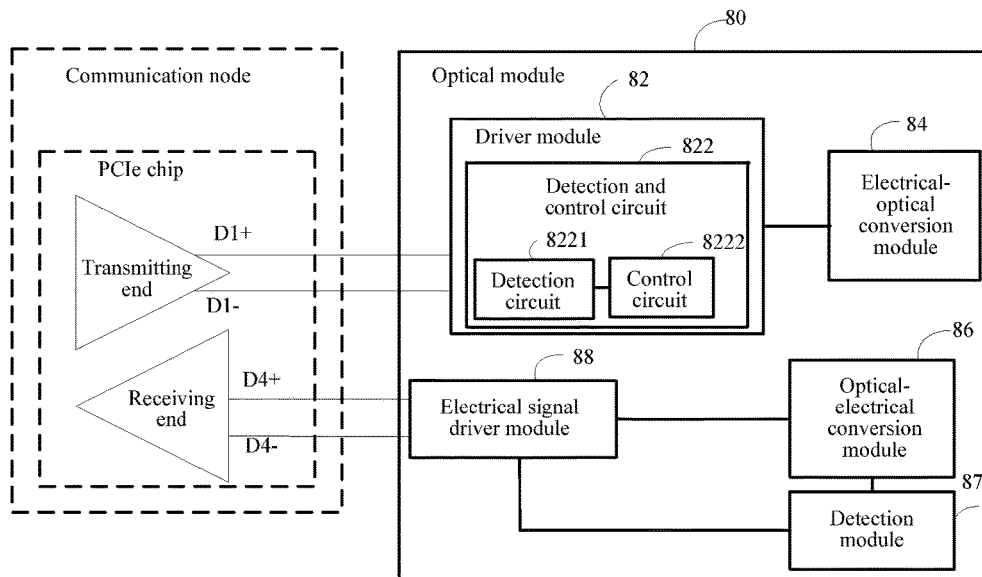 80
Communication node
Optical module
82
Driver module
84
822
PCIe chip
Detection and
control circuit
Electrical-
optical
conversion
module
D1+
8221
8222
Transmitting
end
Detection
circuit
Control
circuit
D1-
86
88
D4+
Receiving
end
Electrical signal
driver module
Optical-
electrical
conversion
module
D4-
87
Detection
module